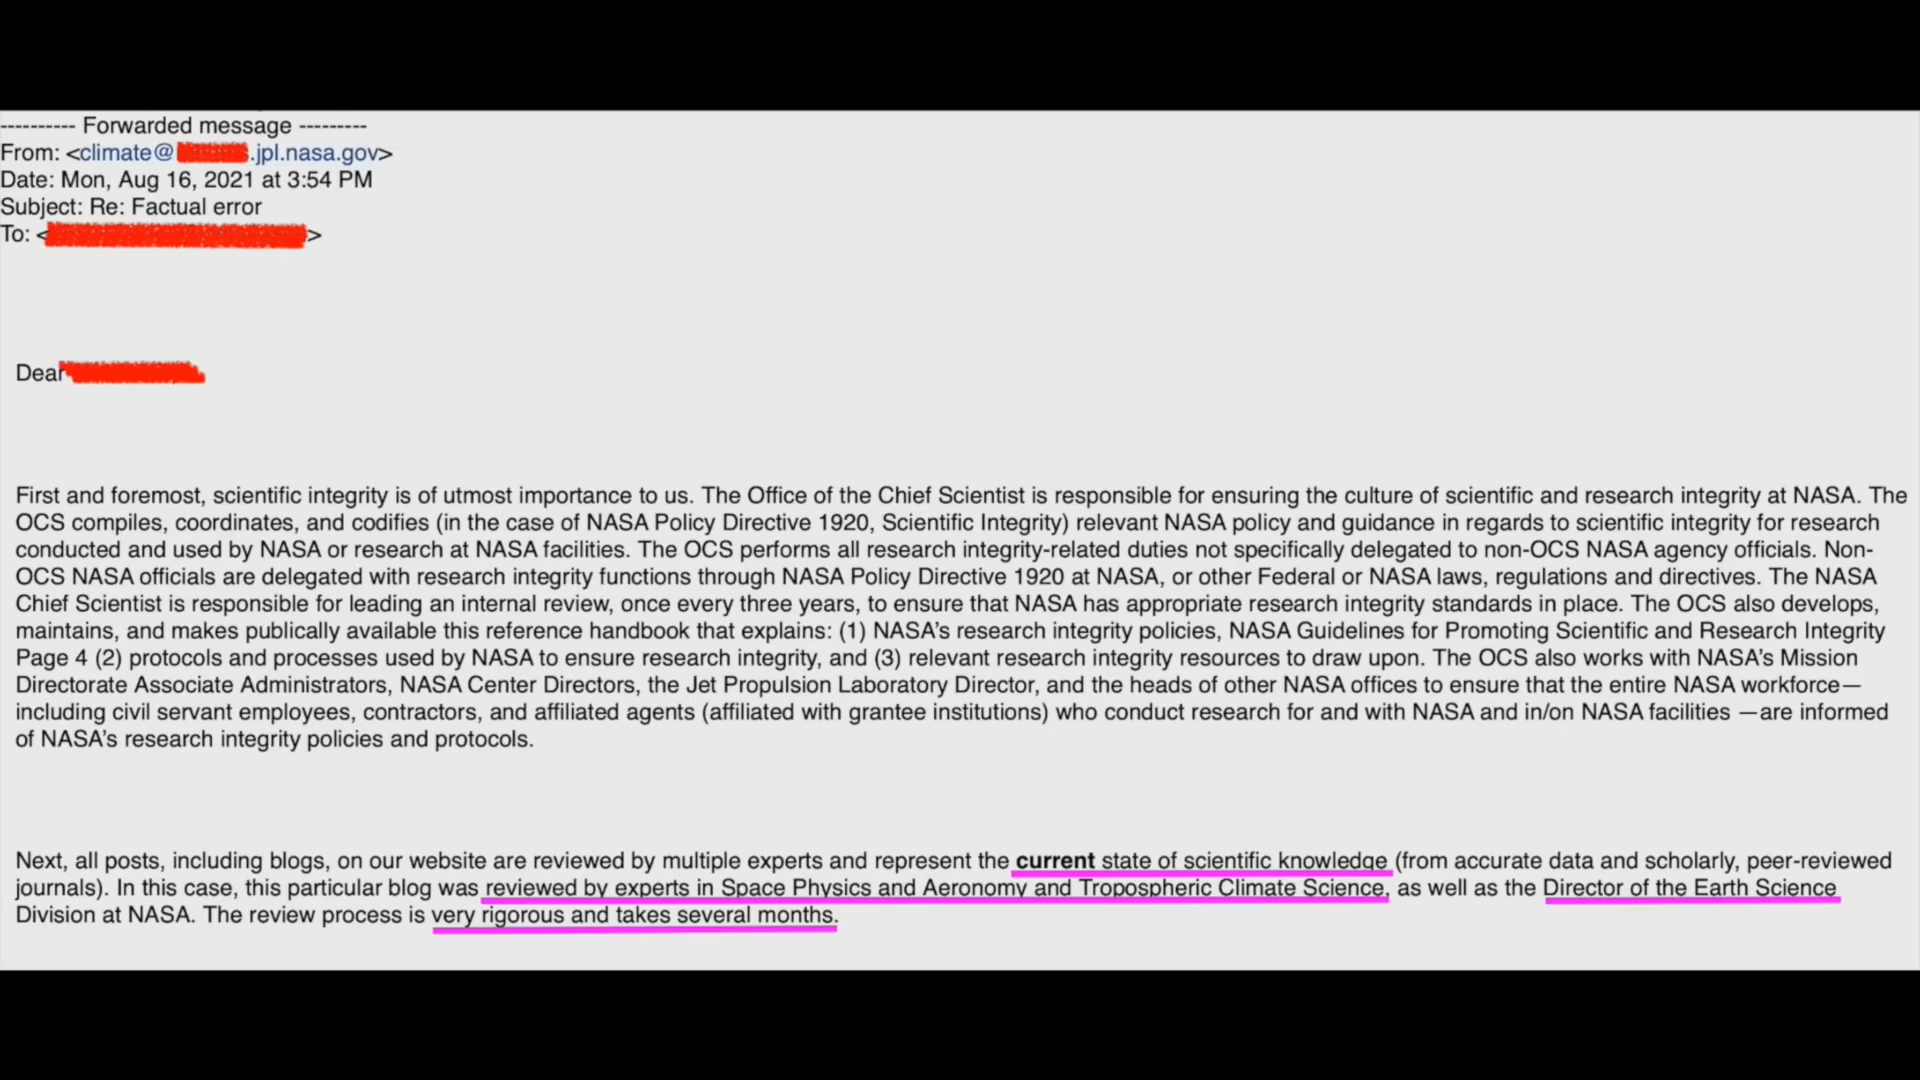 ---------- Forwarded message ---------
From: <climate@ .jpl.nasa.gov>
Date: Mon, Aug 16, 2021 at 3:54 PM
Subject: Re: Factual error
To: < >
Dear
First and foremost, scientific integrity is of utmost importance to us. The Office of the Chief Scientist is responsible for ensuring the culture of scientific and research integrity at NASA. The
OCS compiles, coordinates, and codifies (in the case of NASA Policy Directive 1920, Scientific Integrity) relevant NASA policy and guidance in regards to scientific integrity for research
conducted and used by NASA or research at NASA facilities. The OCS performs all research integrity-related duties not specifically delegated to non-OCS NASA agency officials. Non-
OCS NASA officials are delegated with research integrity functions through NASA Policy Directive 1920 at NASA, or other Federal or NASA laws, regulations and directives. The NASA
Chief Scientist is responsible for leading an internal review, once every three years, to ensure that NASA has appropriate research integrity standards in place. The OCS also develops,
maintains, and makes publically available this reference handbook that explains: (1) NASA's research integrity policies, NASA Guidelines for Promoting Scientific and Research Integrity
Page 4 (2) protocols and processes used by NASA to ensure research integrity, and (3) relevant research integrity resources to draw upon. The OCS also works with NASA's Mission
Directorate Associate Administrators, NASA Center Directors, the Jet Propulsion Laboratory Director, and the heads of other NASA offices to ensure that the entire NASA workforce—
including civil servant employees, contractors, and affiliated agents (affiliated with grantee institutions) who conduct research for and with NASA and in/on NASA facilities —are informed
of NASA's research integrity policies and protocols.
Next, all posts, including blogs, on our website are reviewed by multiple experts and represent the current state of scientific knowledge (from accurate data and scholarly, peer-reviewed
journals). In this case, this particular blog was reviewed by experts in Space Physics and Aeronomy and Tropospheric Climate Science, as well as the Director of the Earth Science
Division at NASA. The review process is very rigorous and takes several months.